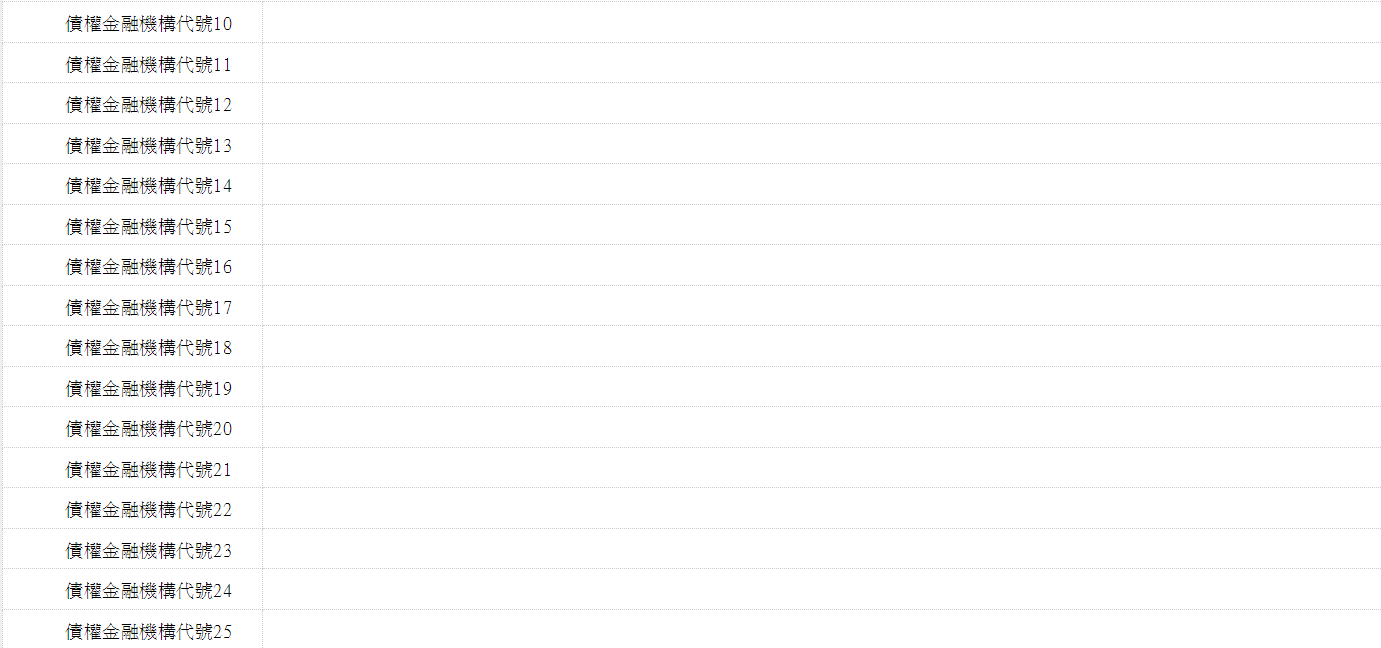 債權金融機構代號10
債權金融機構代號11
債權金融機構代號12
債權金融機構代號13
債權金融機構代號14
債權金融機構代號15
債權金融機構代號16
債權金融機構代號17
債權金融機構代號18
債權金融機構代號19
債權金融機構代號20
債權金融機構代號21
債權金融機構代號22
債權金融機構代號23
債權金融機構代號24
債權金融機構代號25